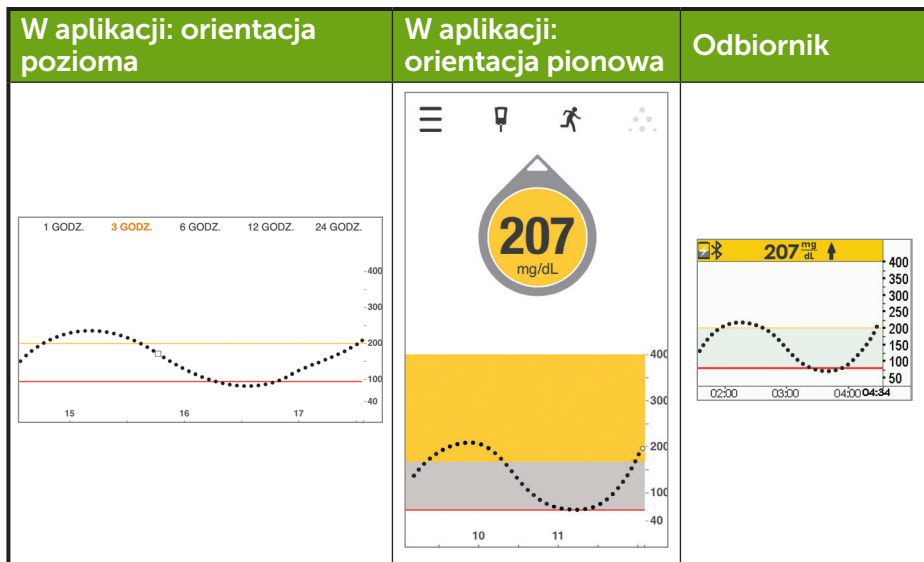 W aplikacji: orientacja
pozioma
W aplikacji:
orientacja pionowa
Odbiornik
1 GODZ. 3 GODZ. 6 GODZ. 12 GODZ. 24 GODZ.
400
300
200
100
40
15 16 17
207
mg/dL
400
300
200
100
40
10 11
207 mg/dL
400
350
300
250
200
150
100
50
02:00 03:00 04:00 04:34